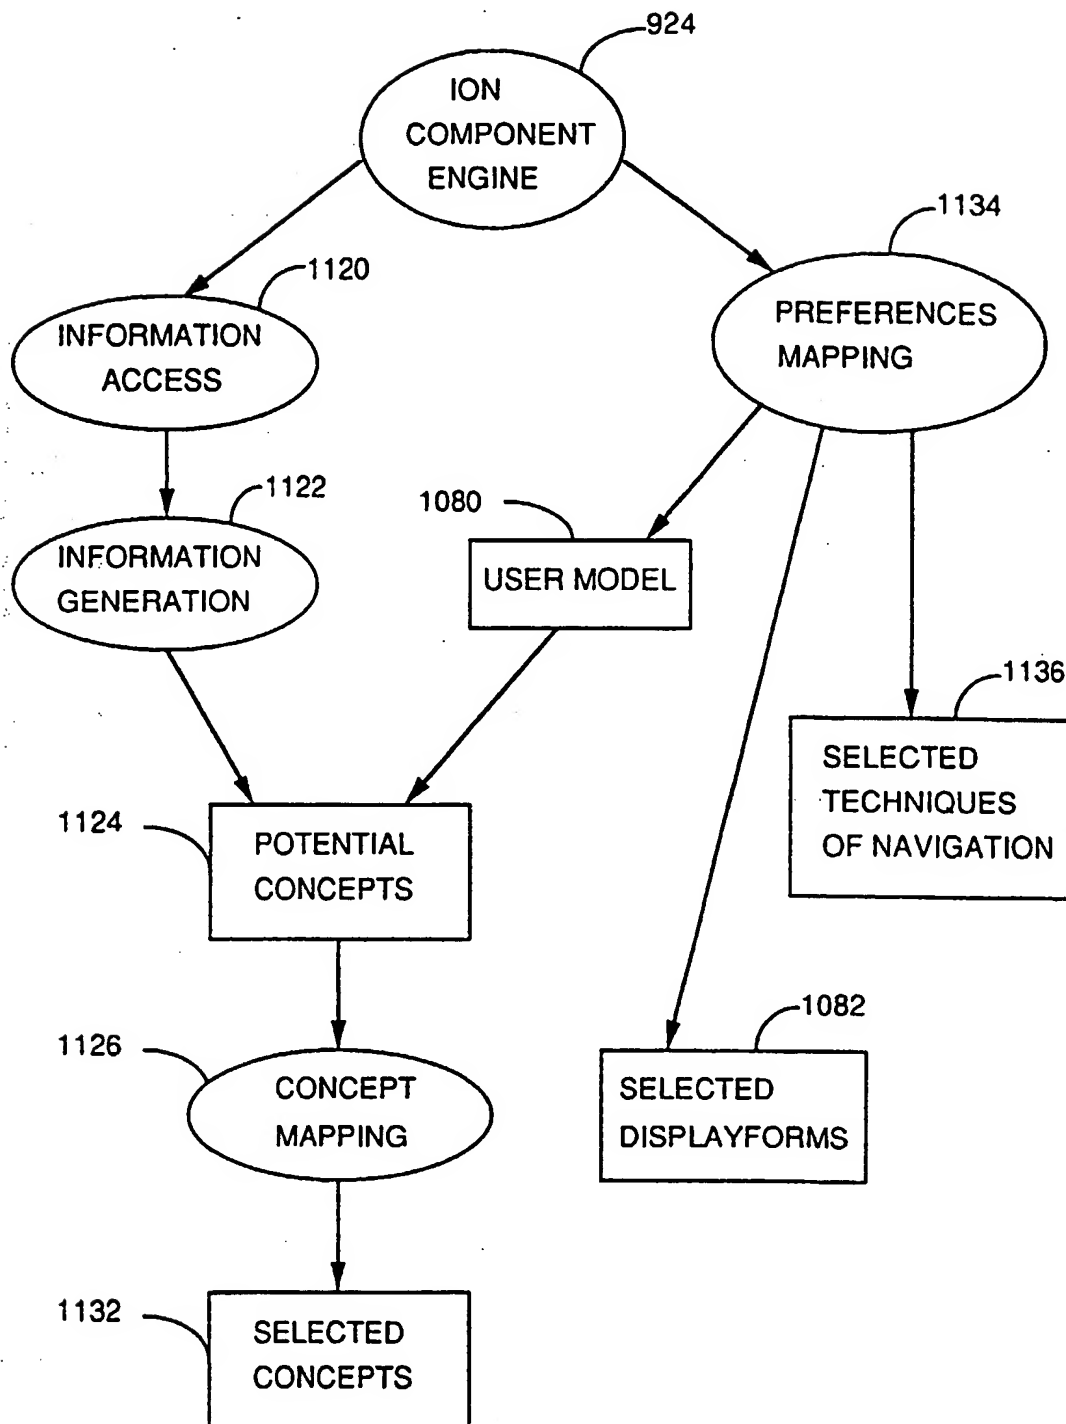 924
ION
COMPONENT
ENGINE
1134
1120
PREFERENCES
MAPPING
INFORMATION
ACCESS
1122
1080
INFORMATION
GENERATION
USER MODEL
1136
SELECTED
TECHNIQUES
OF NAVIGATION
1124
POTENTIAL
CONCEPTS
1082
1126
CONCEPT
MAPPING
SELECTED
DISPLAYFORMS
1132
SELECTED
CONCEPTS